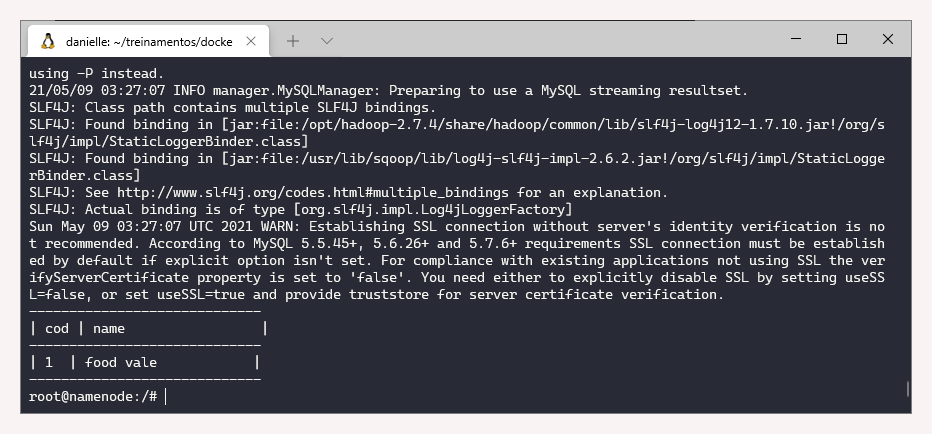 danielle: ~/treinamentos/docke
using -P instead.
21/05/09 03:27:07 INFO manager.MySQLManager: Preparing to use a MySQL streaming resultset.
SLF4J: Class path contains multiple SLF4J bindings.
SLF4J: Found binding in [jar:file:/opt/hadoop-2.7.4/share/hadoop/common/lib/slf4j-log4j12-1.7.10.jar!/org/s
lf4j/impl/StaticLoggerBinder.class]
SLF4J: Found binding in [jar:file:/usr/lib/sqoop/lib/log4j-slf4j-impl-2.6.2.jar!/org/slf4j/impl/StaticLogge
rBinder.class]
SLF4J: See http://www.slf4j.org/codes.html#multiple_bindings for an explanation.
SLF4J: Actual binding is of type [org.slf4j.impl.Log4jLoggerFactory]
Sun May 09 03:27:07 UTC 2021 WARN: Establishing SSL connection without server's identity verification is no
t recommended. According to MySQL 5.5.45+, 5.6.26+ and 5.7.6+ requirements SSL connection must be establish
ed by default if explicit option isn't set. For compliance with existing applications not using SSL the ver
ifyServerCertificate property is set to 'false'. You need either to explicitly disable SSL by setting useSS
L=false, or set useSSL=true and provide truststore for server certificate verification.
-----------------------------
| cod | name                 |
-----------------------------
| 1  | food vale            |
-----------------------------
root@namenode:/#